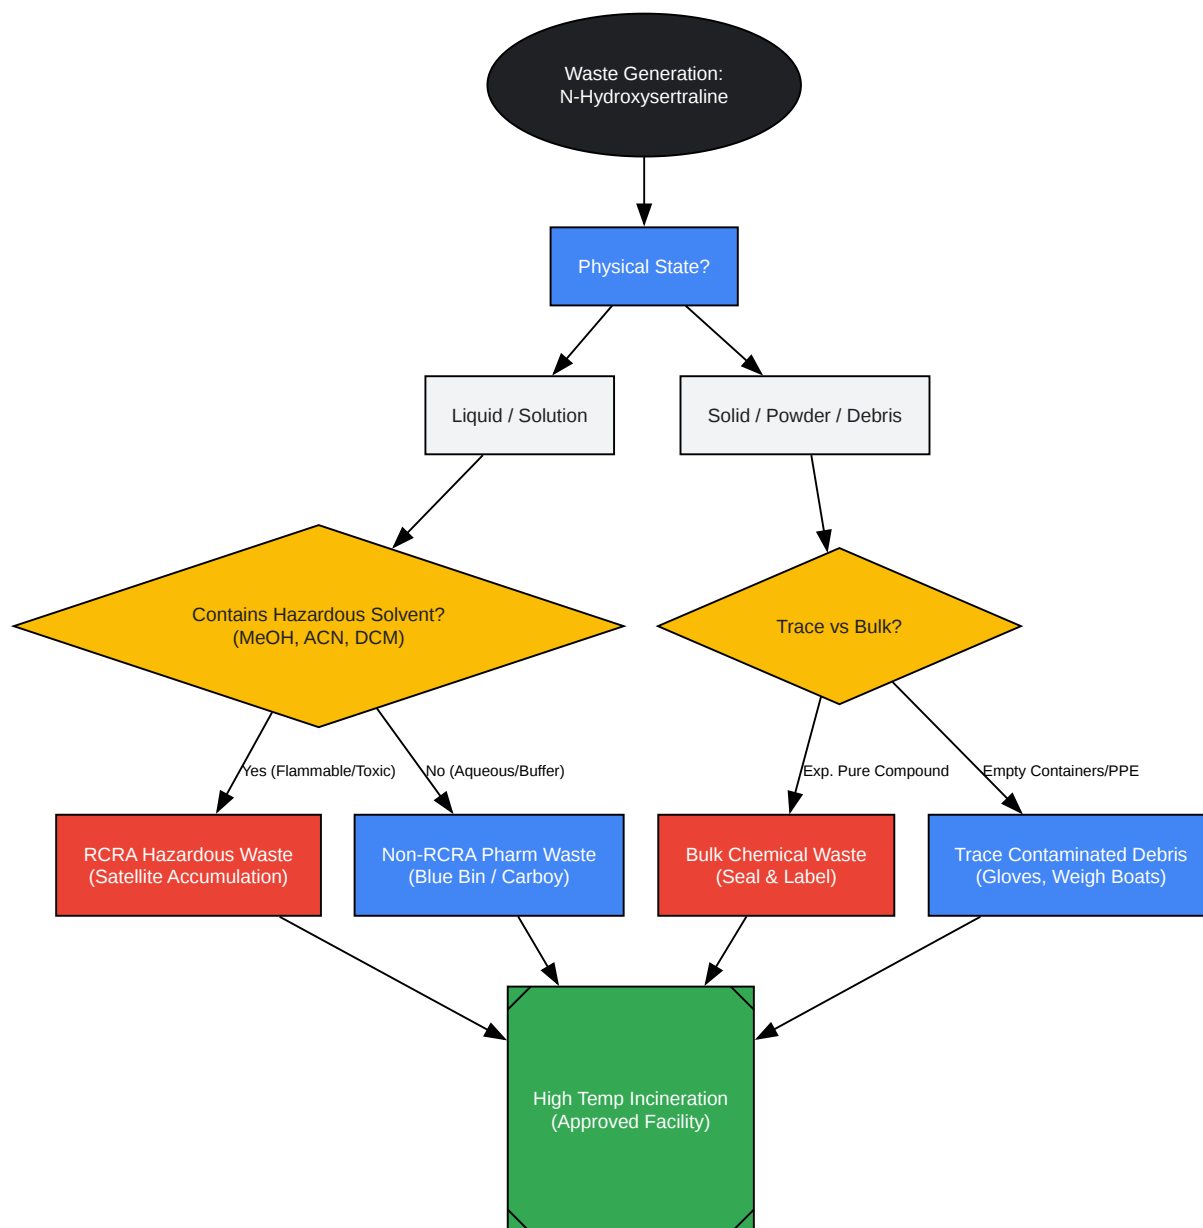 Waste Generation:
N-Hydroxysertraline
Physical State?
Liquid / Solution
Solid / Powder / Debris
Contains Hazardous Solvent?
(MeOH, ACN, DCM)
Trace vs Bulk?
Yes (Flammable/Toxic)
No (Aqueous/Buffer)
Exp. Pure Compound
Empty Containers/PPE
RCRA Hazardous Waste
(Satellite Accumulation)
Non-RCRA Pharm Waste
(Blue Bin / Carboy)
Bulk Chemical Waste
(Seal & Label)
Trace Contaminated Debris
(Gloves, Weigh Boats)
High Temp Incineration
(Approved Facility)